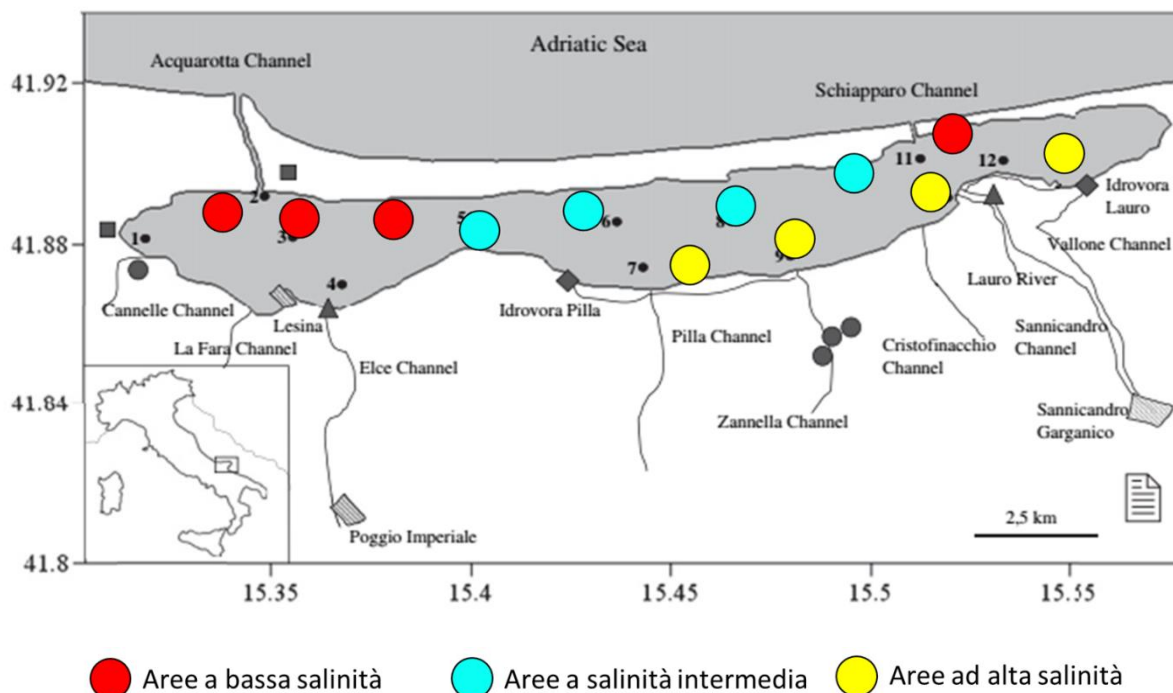 Adriatic Sea
Acquarotta Channel
41.92
Schiapparo Channel
11
12
2
Idrovora
Lauro
5
6
8
1
3
41.88
9
Vallone Channel
7
4
Lauro River
Cannelle Channel
Lesina
Idrovora Pilla
La Fara Channel
Pilla Channel
Cristofinacchio
Channel
Sannicandro
Channel
Elce Channel
41.84
Zannella Channel
Sannicandro
Garganico
2,5 km
Poggio Imperiale
41.8
15.35
15.4
15.45
15.5
15.55
Aree a bassa salinità
Aree a salinità intermedia
Aree ad alta salinità